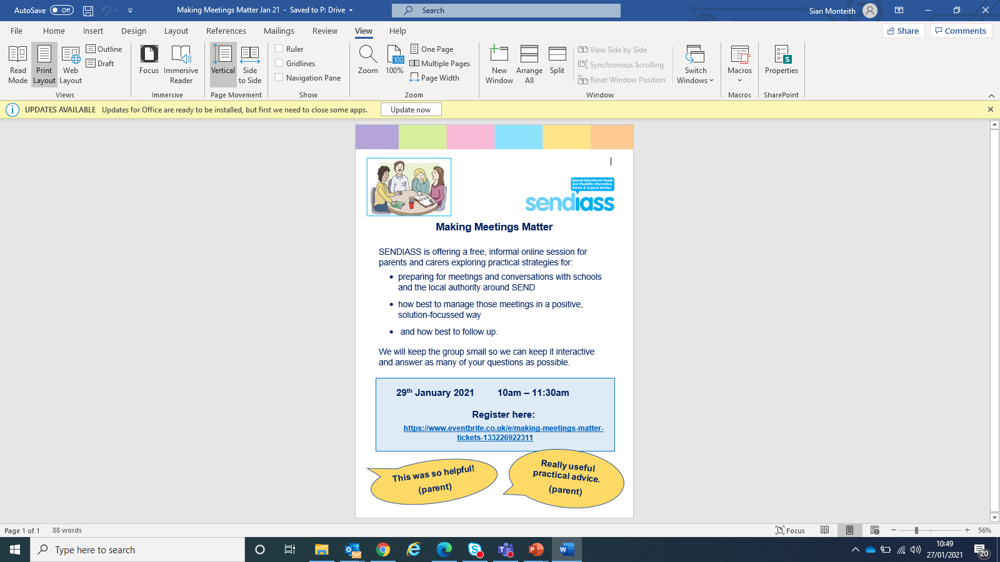 AutoSave Off Making Meetings Matter Jan 21 - Saved to P: Drive Search Sian Monteith
File Home Insert Design Layout References Mailings Review View Help Share Comments
Read Mode
Print Layout
Web Layout
Outline
Draft
Views
Focus
Immersive Reader
Immersive
Vertical
Side to Side
Page Movement
Ruler
Gridlines
Navigation Pane
Show
Zoom
100
100%
One Page
Multiple Pages
Page Width
Zoom
New Window
Arrange All
Split
View Side by Side
Synchronous Scrolling
Reset Window Position
Switch Windows
Window
Macros
Macros
S
Properties
SharePoint
UPDATES AVAILABLE Updates for Office are ready to be installed, but first we need to close some apps. Update now
Special Educational Needs
and Disability Information,
Advice & Support Service
sendiass
Making Meetings Matter
SENDIASS is offering a free, informal online session for
parents and carers exploring practical strategies for:
• preparing for meetings and conversations with schools
and the local authority around SEND
• how best to manage those meetings in a positive,
solution-focussed way
• and how best to follow up.
We will keep the group small so we can keep it interactive
and answer as many of your questions as possible.
29th January 2021 10am – 11:30am
Register here:
https://www.eventbrite.co.uk/e/making-meetings-matter-
tickets-133226922311
This was so helpful!
(parent)
Really useful
practical advice.
(parent)
Page 1 of 1 88 words Focus 56%
Type here to search
10:49
27/01/2021
20